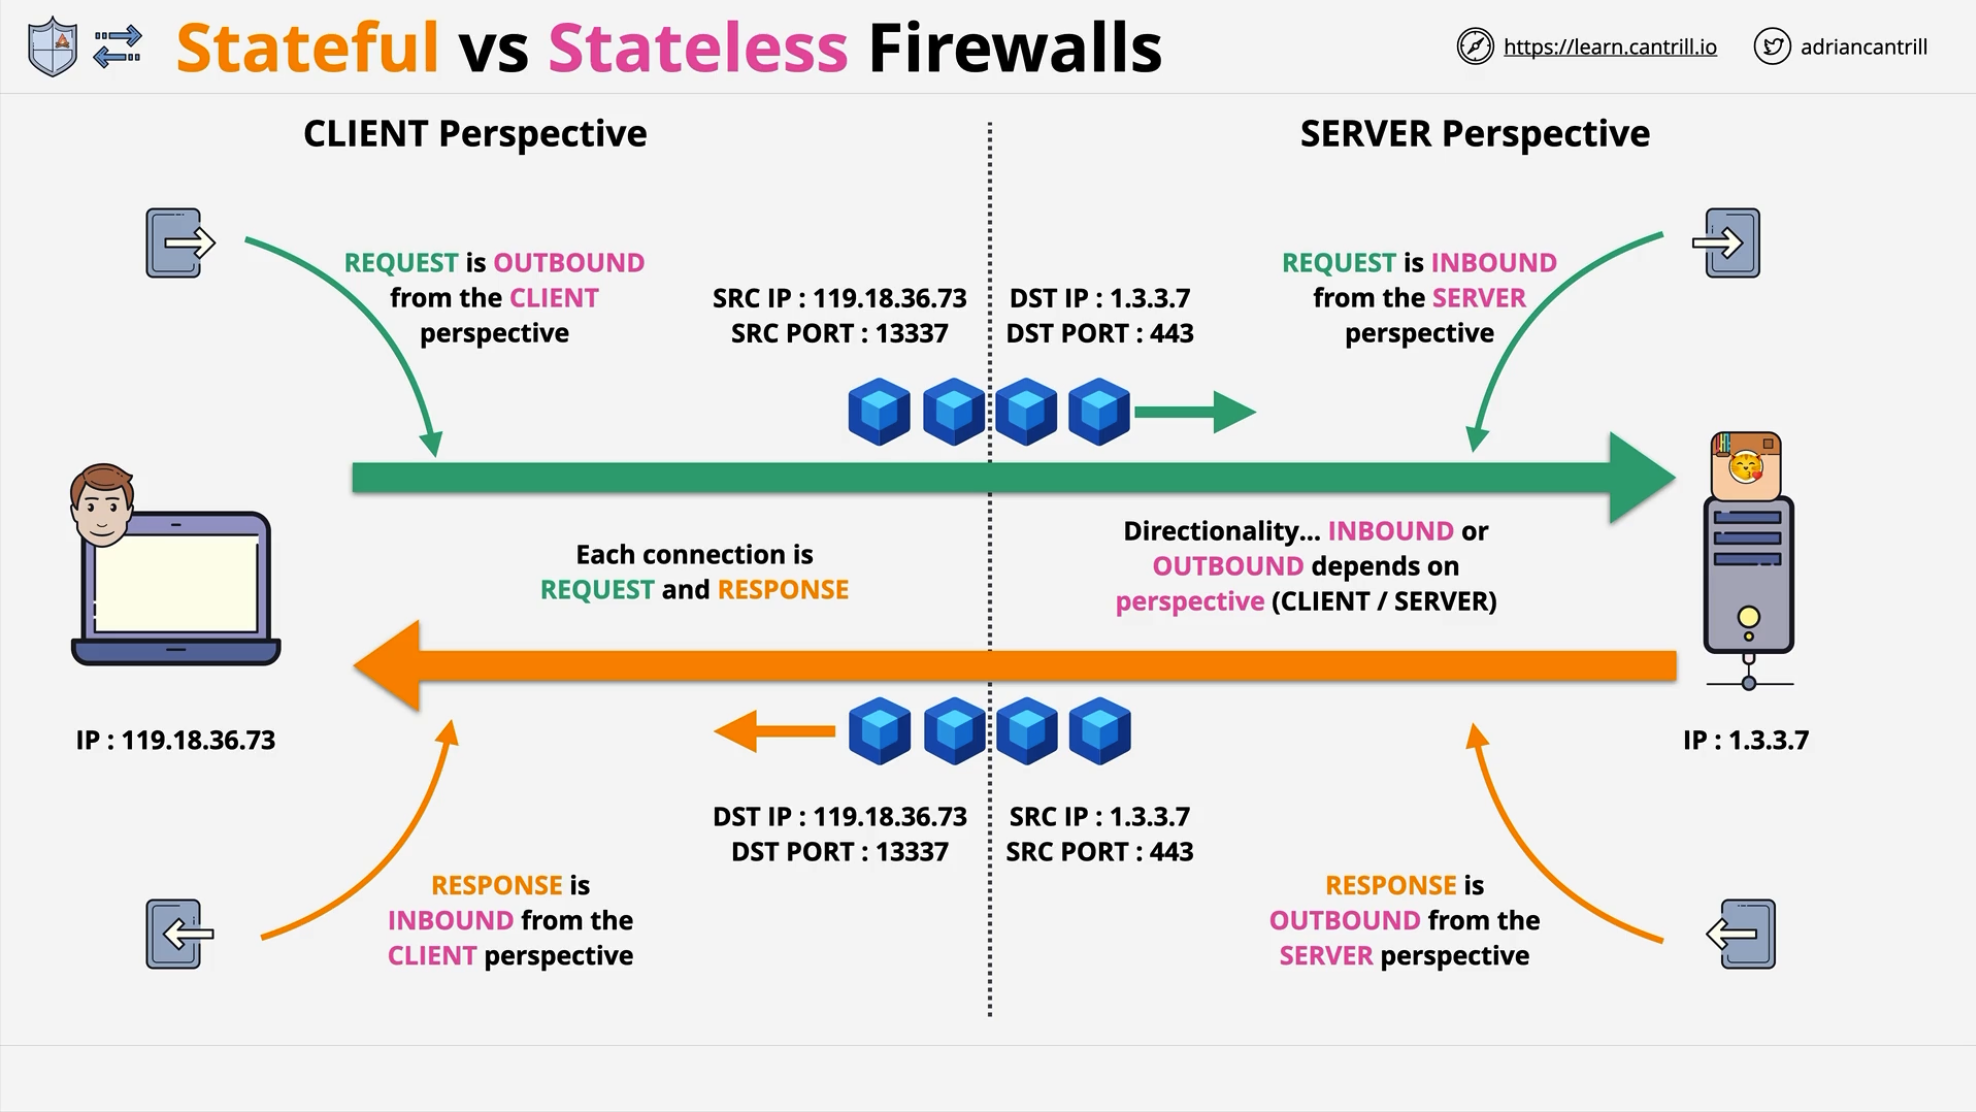 Stateful vs Stateless Firewalls
https://learn.cantrill.io
adriancantrill
CLIENT Perspective
SERVER Perspective
REQUEST is OUTBOUND
from the CLIENT
perspective
SRC IP : 119.18.36.73
SRC PORT : 13337
DST IP : 1.3.3.7
DST PORT : 443
REQUEST is INBOUND
from the SERVER
perspective
Each connection is
REQUEST and RESPONSE
Directionality... INBOUND or
OUTBOUND depends on
perspective (CLIENT / SERVER)
IP : 119.18.36.73
IP : 1.3.3.7
DST IP : 119.18.36.73
DST PORT : 13337
SRC IP : 1.3.3.7
SRC PORT : 443
RESPONSE is
INBOUND from the
CLIENT perspective
RESPONSE is
OUTBOUND from the
SERVER perspective